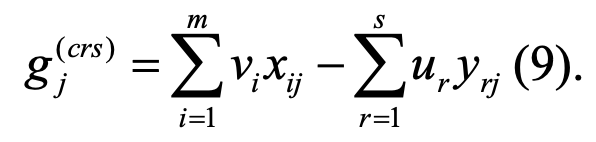 g_j^{(crs)} = \sum_{i=1}^{m} v_i x_{ij} - \sum_{r=1}^{s} u_r y_{rj} (9).